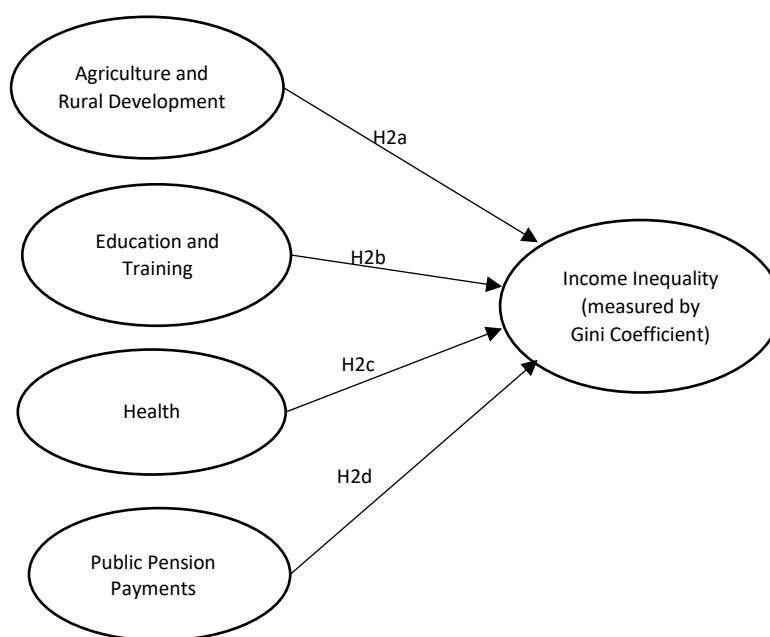 Agriculture and
Rural Development
H2a
Education and
Training
H2b
Income Inequality
(measured by
Gini Coefficient)
H2c
Health
H2d
Public Pension
Payments